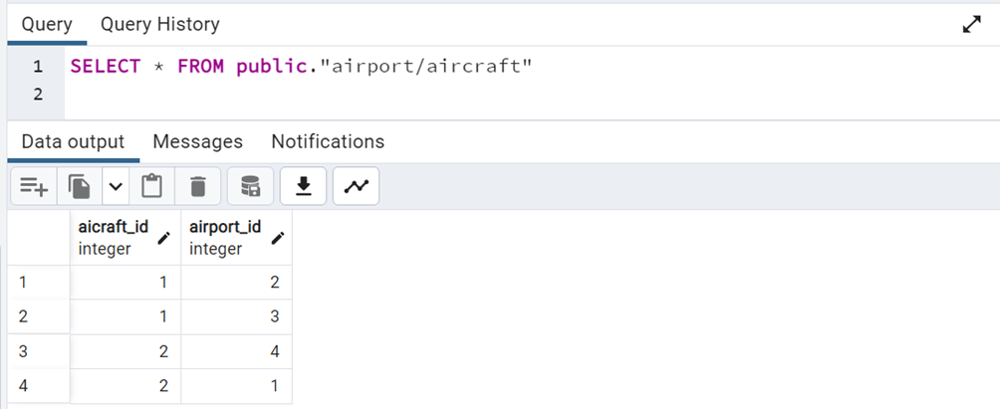 Query Query History
1 SELECT * FROM public."airport/aircraft"
2
Data output Messages Notifications
aicraft_id airport_id
integer integer
1 1 2
2 1 3
3 2 4
4 2 1